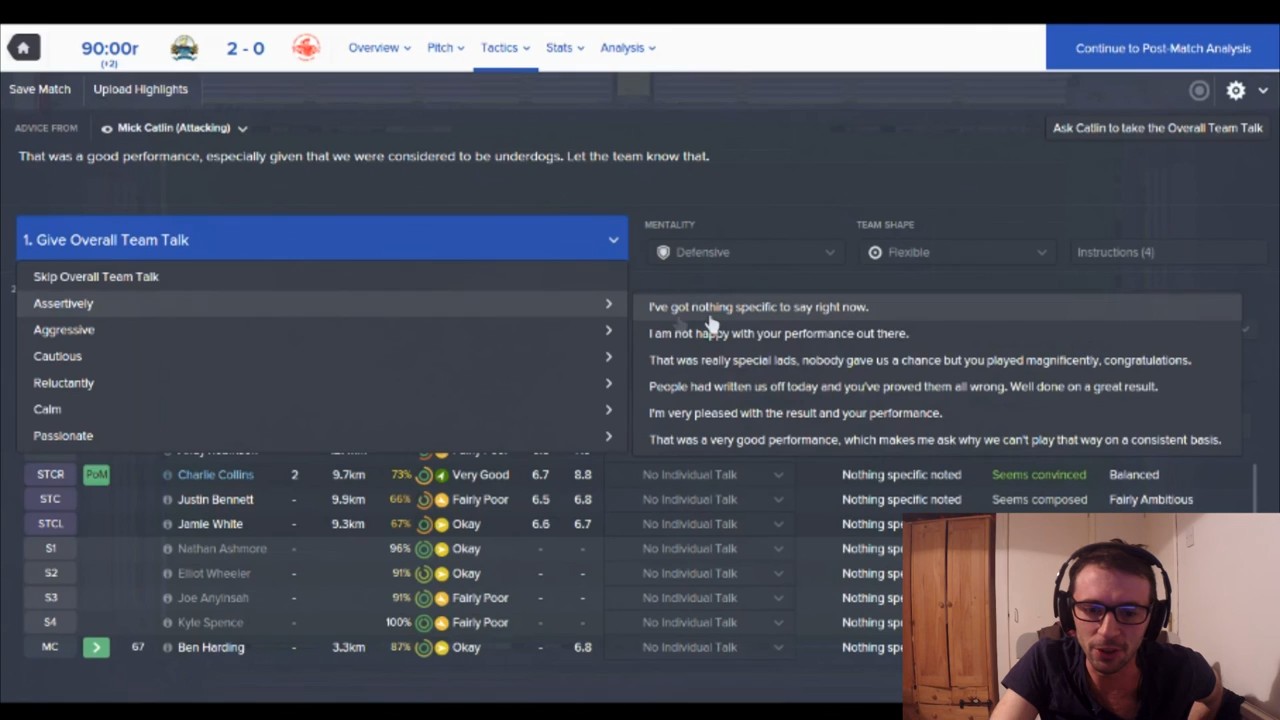 90:00r 2 - 0 Overview Pitch Tactics Stats Analysis Continue to Post-Match Analysis
(+2)
Save Match Upload Highlights
ADVICE FROM Mick Catlin (Attacking) Ask Catlin to take the Overall Team Talk
That was a good performance, especially given that we were considered to be underdogs. Let the team know that.
1. Give Overall Team Talk
MENTALITY TEAM SHAPE
Defensive Flexible Instructions (4)
Skip Overall Team Talk
Assertively
Aggressive
Cautious
Reluctantly
Calm
Passionate
I've got nothing specific to say right now.
I am not happy with your performance out there.
That was really special lads, nobody gave us a chance but you played magnificently, congratulations.
People had written us off today and you've proved them all wrong. Well done on a great result.
I'm very pleased with the result and your performance.
That was a very good performance, which makes me ask why we can't play that way on a consistent basis.
STCR PoM Charlie Collins 2 9.7km 73% Very Good 6.7 8.8 No Individual Talk Nothing specific noted Seems convinced Balanced
STC Justin Bennett - 9.9km 66% Fairly Poor 6.5 6.8 No Individual Talk Nothing specific noted Seems composed Fairly Ambitious
STCL Jamie White - 9.3km 67% Okay 6.6 6.7 No Individual Talk Nothing spe
S1 Nathan Ashmore - 96% Okay - - No Individual Talk Nothing spe
S2 Elliot Wheeler - 91% Okay - - No Individual Talk Nothing spe
S3 Joe Anyinsah - 91% Fairly Poor - - No Individual Talk Nothing spe
S4 Kyle Spence - 100% Fairly Poor - - No Individual Talk Nothing spe
MC 67 Ben Harding - 3.3km 87% Okay - 6.8 No Individual Talk Nothing spe